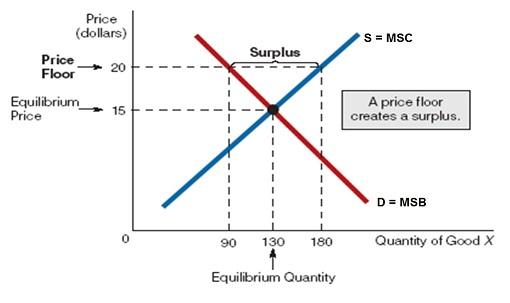 Price
(dollars)
S = MSC
Surplus
Price
Floor
20
Equilibrium
Price
15
A price floor
creates a surplus.
D = MSB
0
90
130
180
Quantity of Good X
Equilibrium Quantity